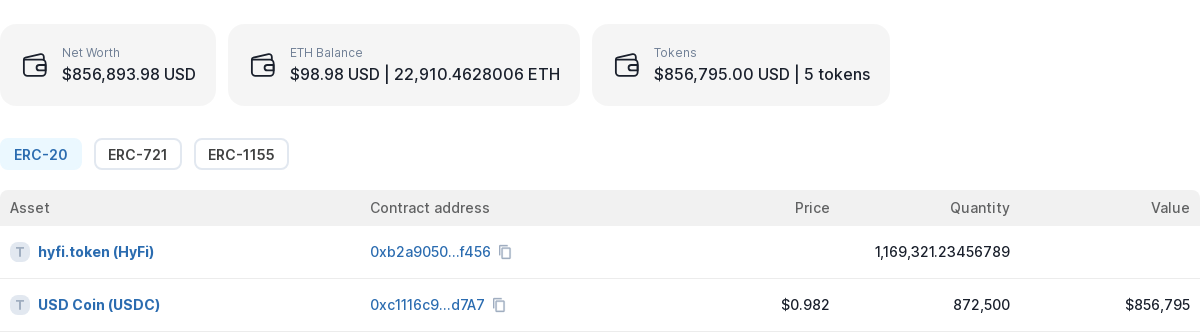 Net Worth
$856,893.98 USD
ETH Balance
$98.98 USD | 22,910.4628006 ETH
Tokens
$856,795.00 USD | 5 tokens
ERC-20 ERC-721 ERC-1155
Asset Contract address Price Quantity Value
T hyfi.token (HyFi) 0xb2a9050...f456 1,169,321.23456789
T USD Coin (USDC) 0xc1116c9...d7A7 $0.982 872,500 $856,795